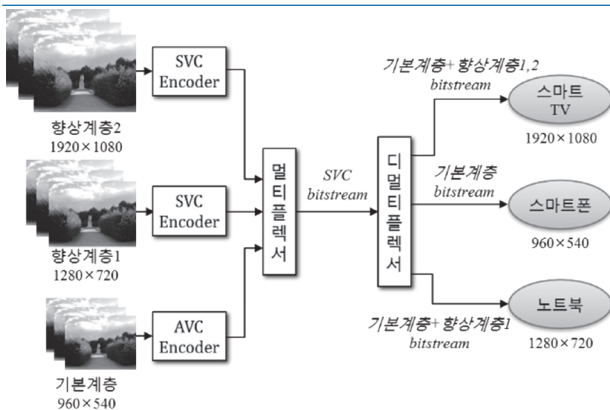 SVC
Encoder
향상계층2
1920×1080
SVC
Encoder
향상계층1
1280×720
AVC
Encoder
기본계층
960×540
멀티플렉서
SVC
bitstream
디멀티플렉서
기본계층+향상계층1,2
bitstream
스마트
TV
1920×1080
기본계층
bitstream
스마트폰
960×540
기본계층+향상계층1
bitstream
노트북
1280×720